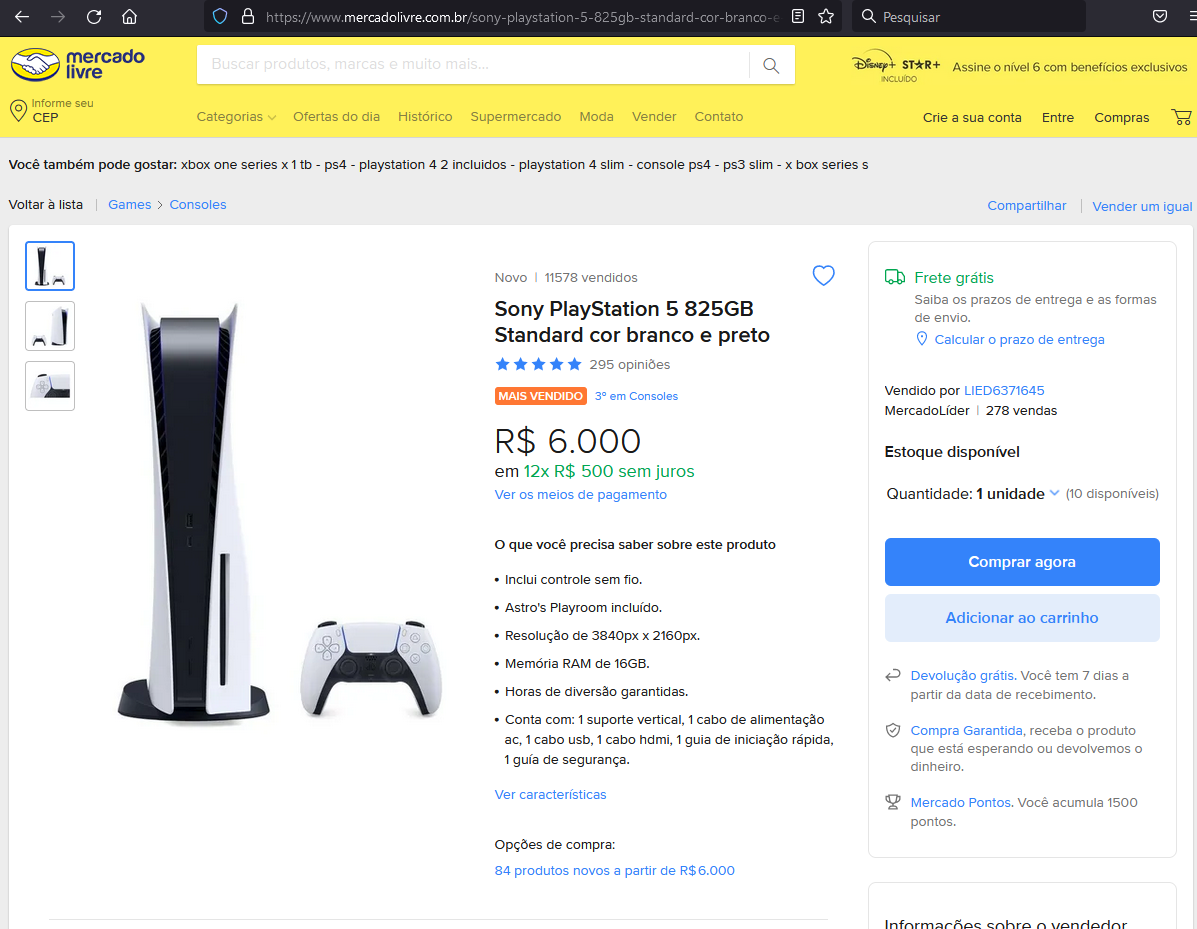 https://www.mercadolivre.com.br/sony-playstation-5-825gb-standard-cor-branco-e
Pesquisar
mercado
livre
Buscar produtos, marcas e muito mais...
Disney+ STAR+
INCLUÍDO
Assine o nível 6 com benefícios exclusivos
Informe seu
CEP
Categorias Ofertas do dia Histórico Supermercado Moda Vender Contato
Crie a sua conta Entre Compras
Você também pode gostar: xbox one series x 1 tb - ps4 - playstation 4 2 incluidos - playstation 4 slim - console ps4 - ps3 slim - x box series s
Voltar à lista | Games > Consoles
Compartilhar | Vender um igual
Novo | 11578 vendidos
Sony PlayStation 5 825GB
Standard cor branco e preto
295 opiniões
MAIS VENDIDO 3º em Consoles
R$ 6.000
em 12x R$ 500 sem juros
Ver os meios de pagamento
O que você precisa saber sobre este produto
• Inclui controle sem fio.
• Astro's Playroom incluído.
• Resolução de 3840px x 2160px.
• Memória RAM de 16GB.
• Horas de diversão garantidas.
• Conta com: 1 suporte vertical, 1 cabo de alimentação
ac, 1 cabo usb, 1 cabo hdmi, 1 guia de iniciação rápida,
1 guía de segurança.
Ver características
Opções de compra:
84 produtos novos a partir de R$ 6.000
Frete grátis
Saiba os prazos de entrega e as formas
de envio.
Calcular o prazo de entrega
Vendido por LIED6371645
MercadoLíder | 278 vendas
Estoque disponível
Quantidade: 1 unidade (10 disponíveis)
Comprar agora
Adicionar ao carrinho
Devolução grátis. Você tem 7 dias a
partir da data de recebimento.
Compra Garantida, receba o produto
que está esperando ou devolvemos o
dinheiro.
Mercado Pontos. Você acumula 1500
pontos.
Informações sobre o vendedor